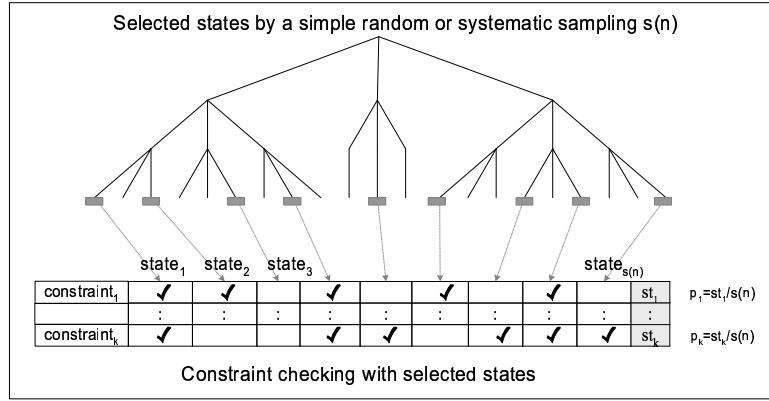 Selected states by a simple random or systematic sampling s(n)
state₁ state₂ state₃ state_s(n)
constraint₁ ✓ ✓ ✓ ✓ ✓ st₁ p₁=st₁/s(n)
: : : : : : : : : :
constraintₖ ✓ ✓ ✓ ✓ ✓ ✓ stₖ pₖ=stₖ/s(n)
Constraint checking with selected states